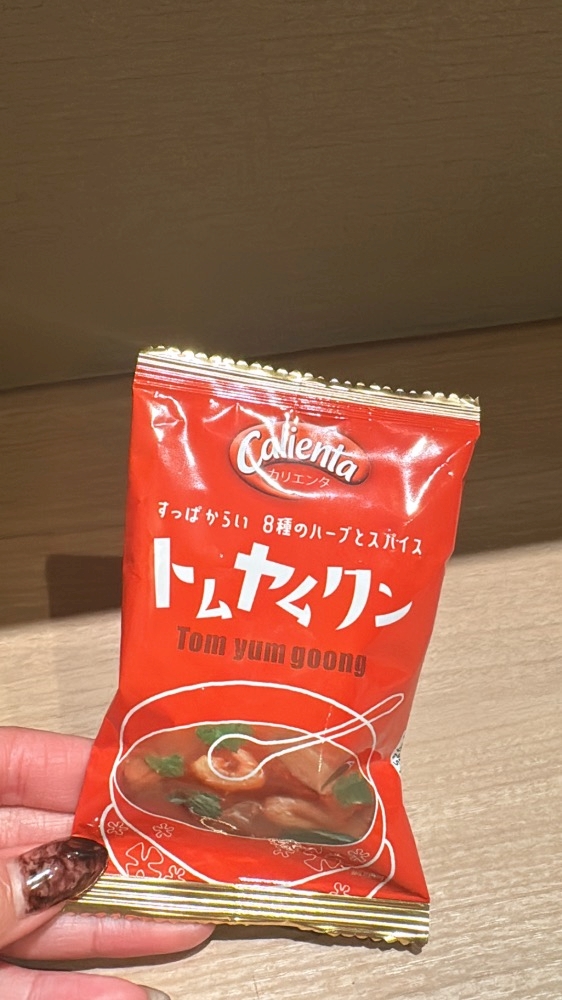 Calienta
カリエンタ
すっぱからい 8種のハーブとスパイス
トムヤムクン
Tom yum goong